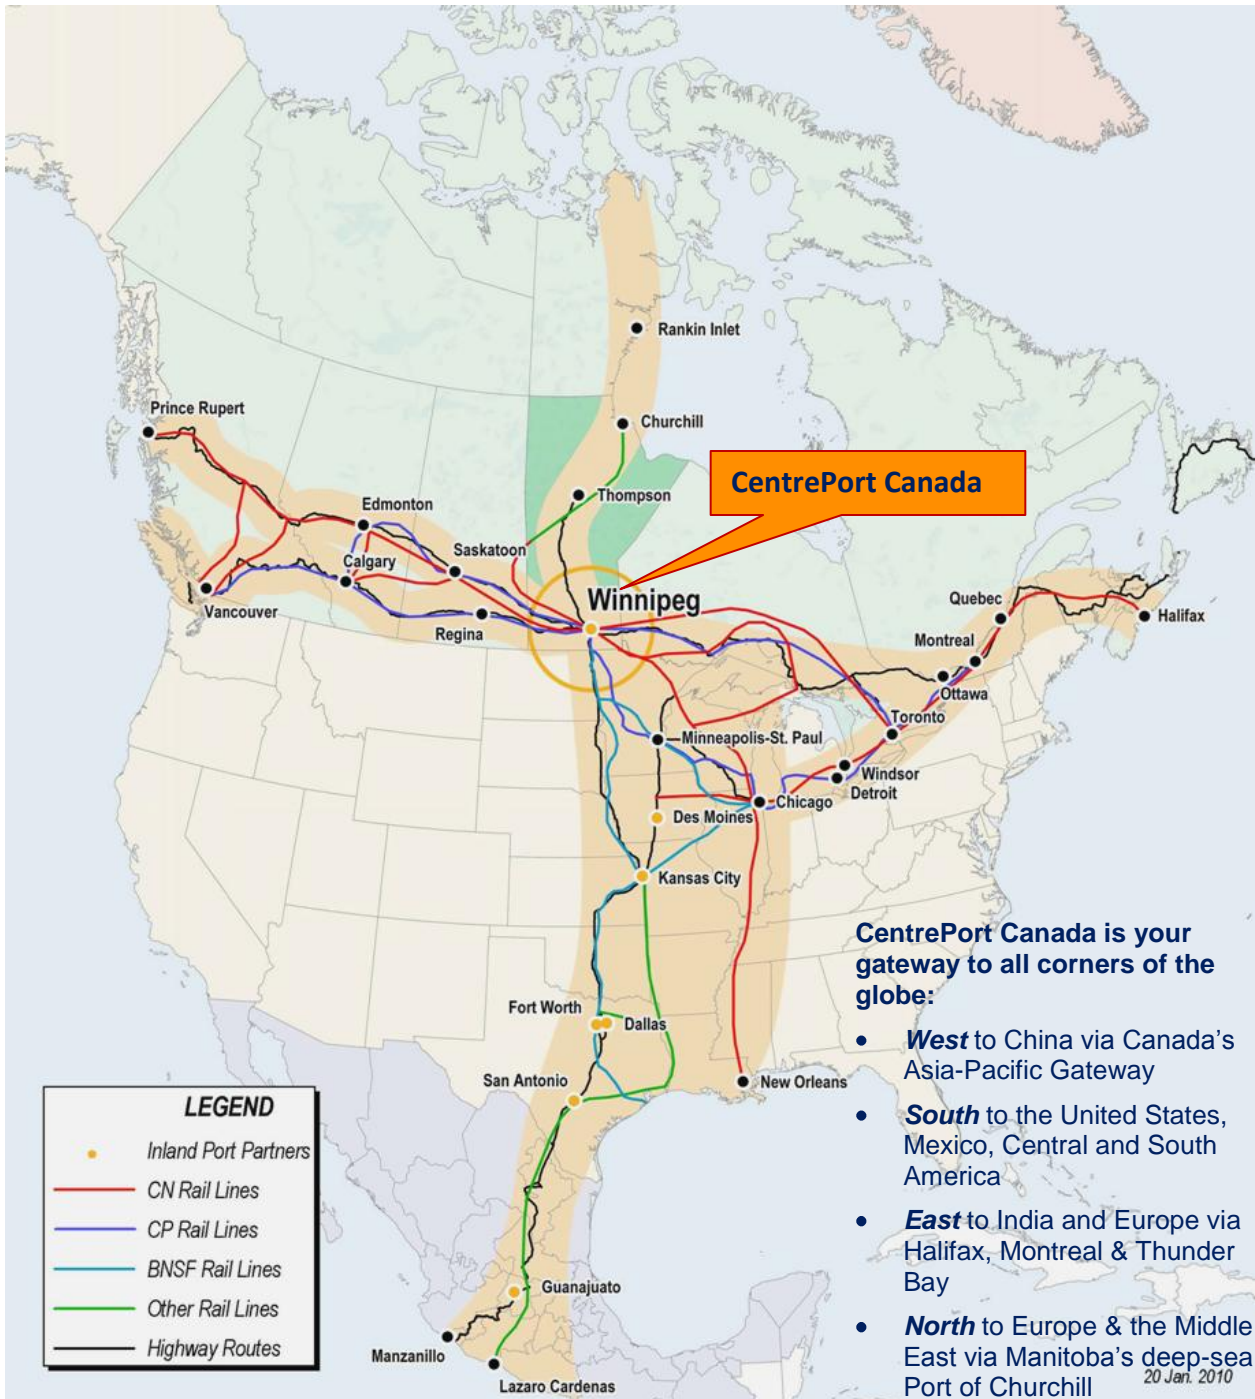 Rankin Inlet
Prince Rupert
Churchill
CentrePort Canada
Thompson
Edmonton
Saskatoon
Calgary
Winnipeg
Quebec
Vancouver
Regina
Halifax
Montreal
Ottawa
Toronto
Minneapolis-St. Paul
Windsor
Detroit
Chicago
Des Moines
Kansas City
CentrePort Canada is your
gateway to all corners of the
globe:
• West to China via Canada’s
Asia-Pacific Gateway
• South to the United States,
Mexico, Central and South
America
• East to India and Europe via
Halifax, Montreal & Thunder
Bay
• North to Europe & the Middle
East via Manitoba’s deep-sea
Port of Churchill
20 Jan. 2010
Fort Worth
Dallas
San Antonio
New Orleans
LEGEND
Inland Port Partners
CN Rail Lines
CP Rail Lines
BNSF Rail Lines
Other Rail Lines
Highway Routes
Guanajuato
Manzanillo
Lazaro Cardenas